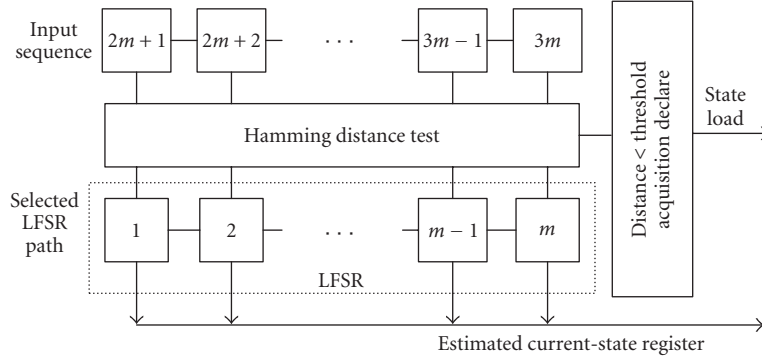 Input
sequence
2m + 1
2m + 2
· · ·
3m − 1
3m
Hamming distance test
Distance < threshold
acquisition declare
State
load
Selected
LFSR
path
1
2
· · ·
m − 1
m
LFSR
Estimated current-state register